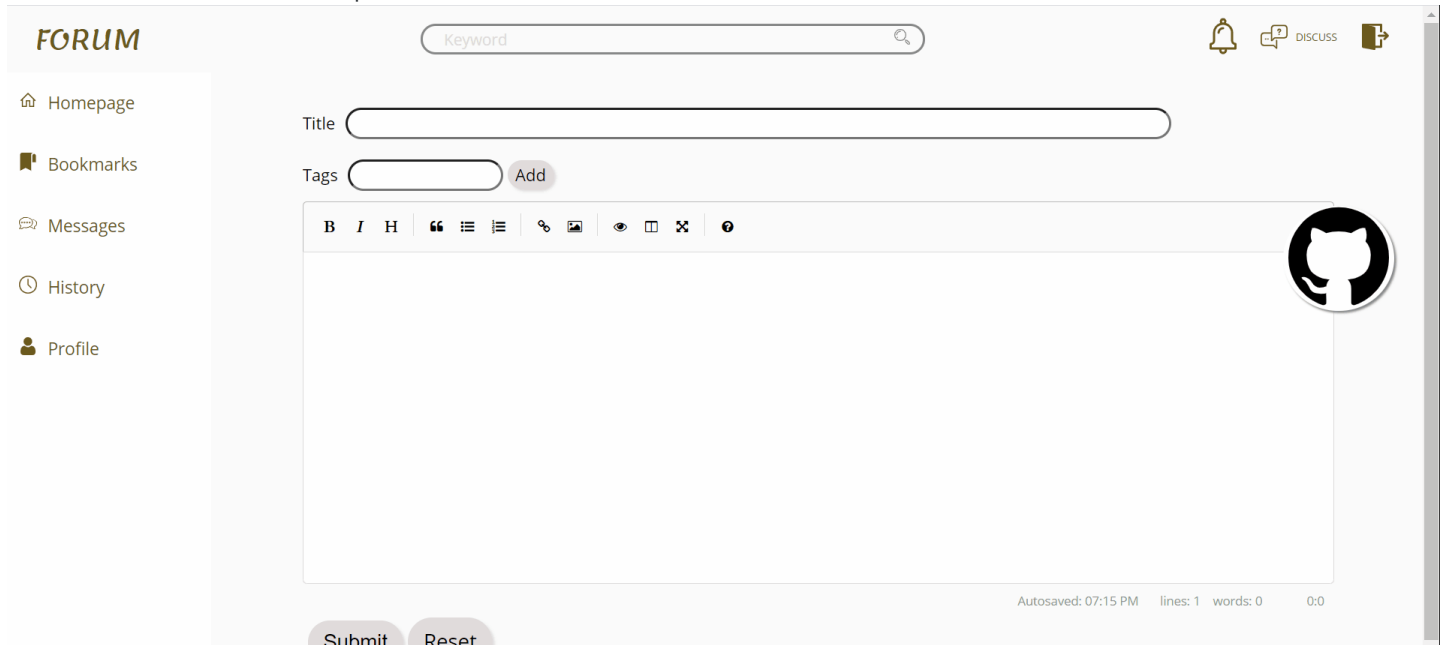 FORUM
Keyword
DISCUSS
Homepage
Bookmarks
Messages
History
Profile
Title
Tags
Add
B I H
Autosaved: 07:15 PM lines: 1 words: 0 0:0
Submit Reset